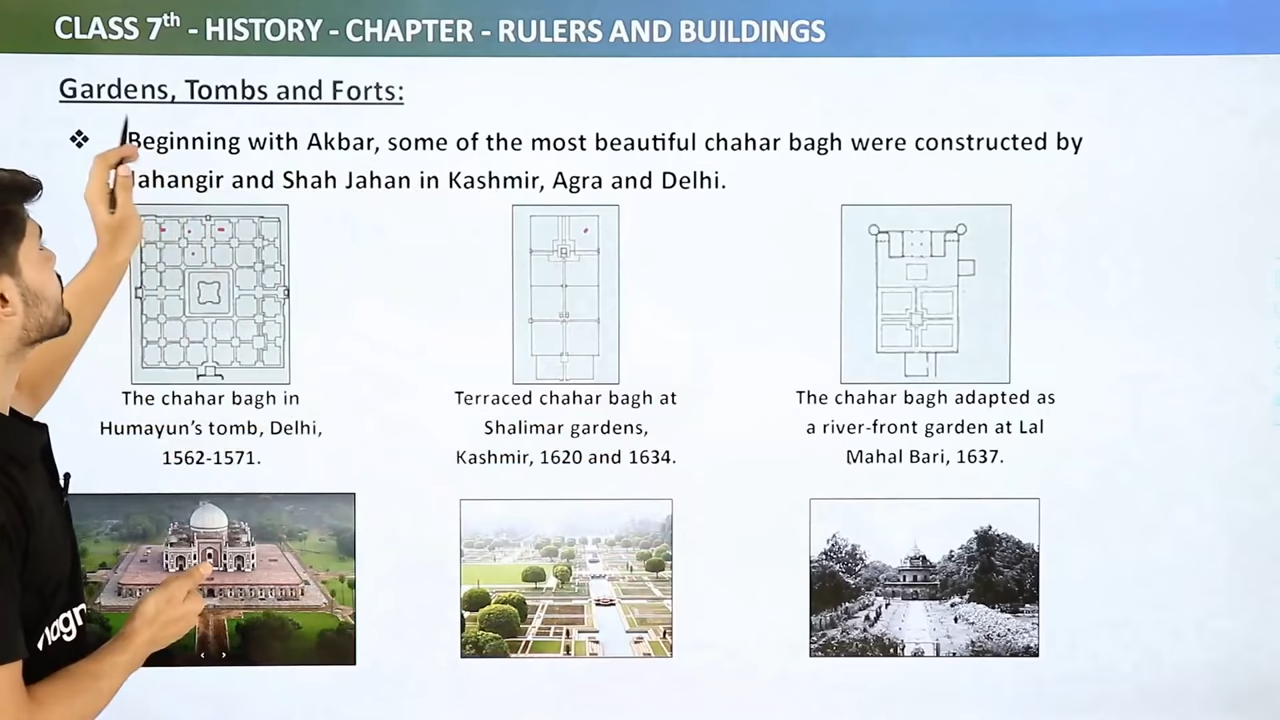 CLASS 7th - HISTORY - CHAPTER - RULERS AND BUILDINGS
Gardens, Tombs and Forts:
❖ Beginning with Akbar, some of the most beautiful chahar bagh were constructed by
Jahangir and Shah Jahan in Kashmir, Agra and Delhi.
The chahar bagh in
Humayun's tomb, Delhi,
1562-1571.
Terraced chahar bagh at
Shalimar gardens,
Kashmir, 1620 and 1634.
The chahar bagh adapted as
a river-front garden at Lal
Mahal Bari, 1637.